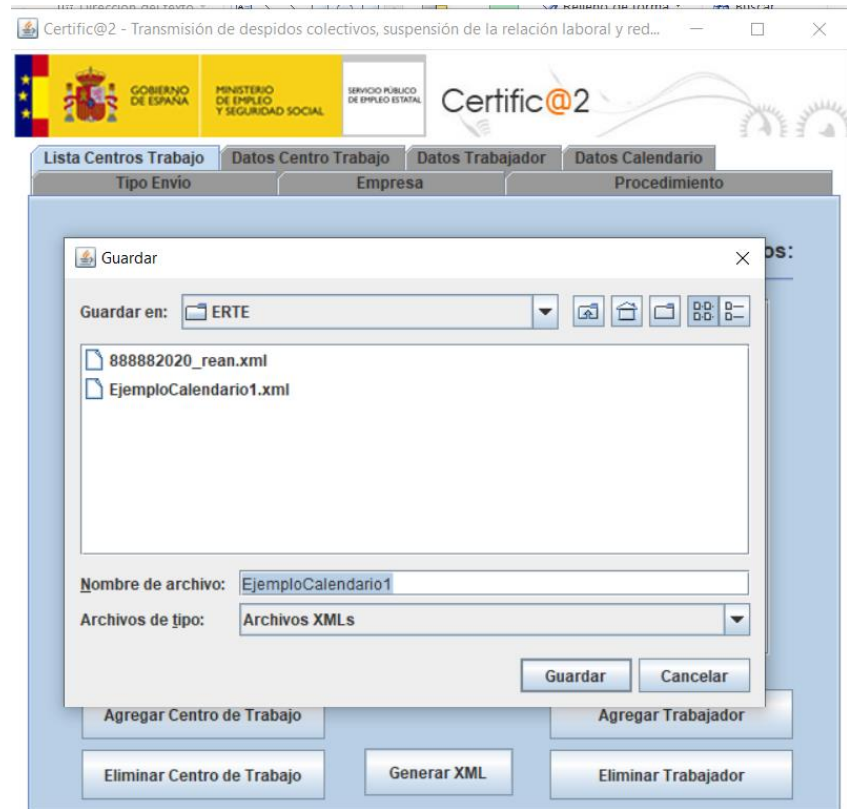 Certific@2 - Transmisión de despidos colectivos, suspensión de la relación laboral y red...
GOBIERNO
DE ESPAÑA
MINISTERIO
DE EMPLEO
Y SEGURIDAD SOCIAL
SERVICIO PÚBLICO
DE EMPLEO ESTATAL
Certific@2
Lista Centros Trabajo Datos Centro Trabajo Datos Trabajador Datos Calendario
Tipo Envío Empresa Procedimiento
os:
Guardar
Guardar en: ERTE
888882020_rean.xml
EjemploCalendario1.xml
Nombre de archivo: EjemploCalendario1
Archivos de tipo: Archivos XMLs
Guardar Cancelar
Agregar Centro de Trabajo Agregar Trabajador
Eliminar Centro de Trabajo Generar XML Eliminar Trabajador